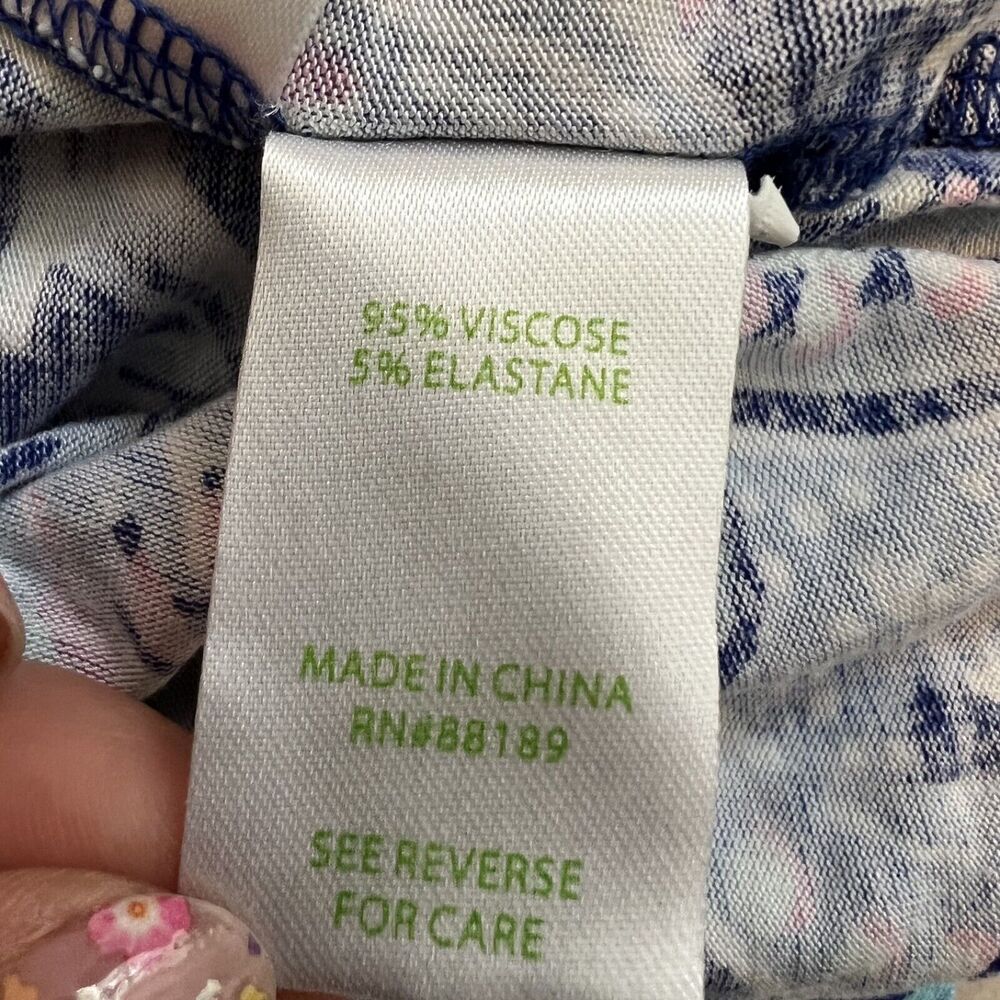 95% VISCOSE
5% ELASTANE
MADE IN CHINA
RN#88189
SEE REVERSE
FOR CARE